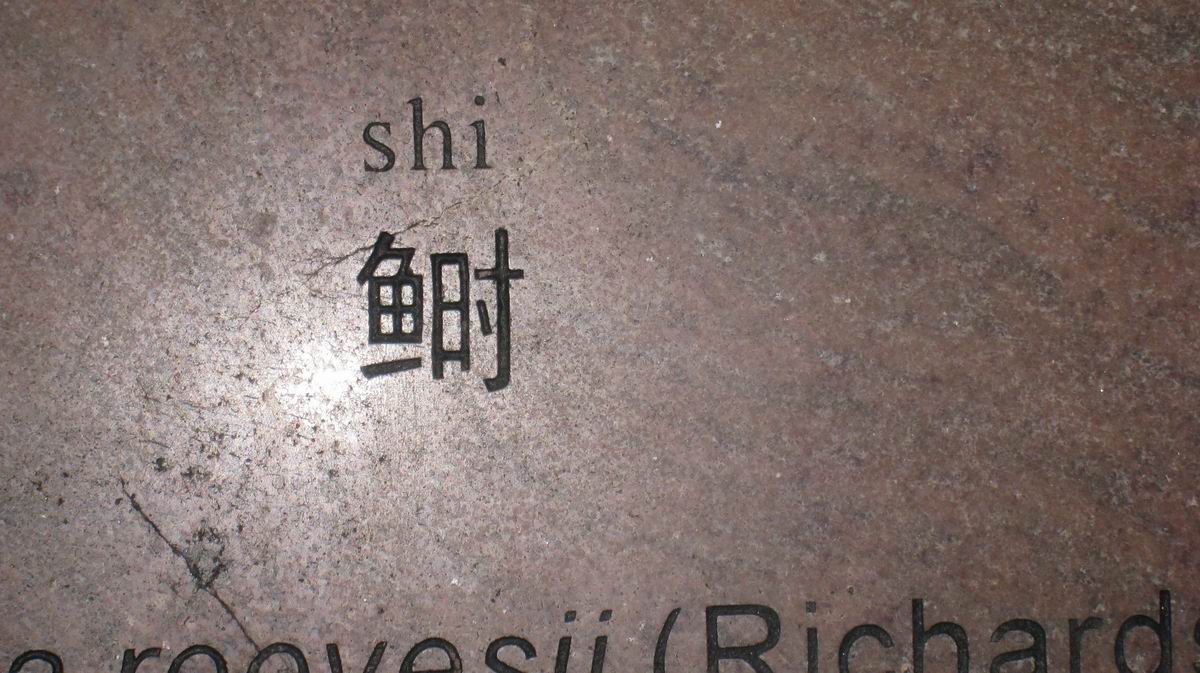 shi
鲥
a reevesii (Richards